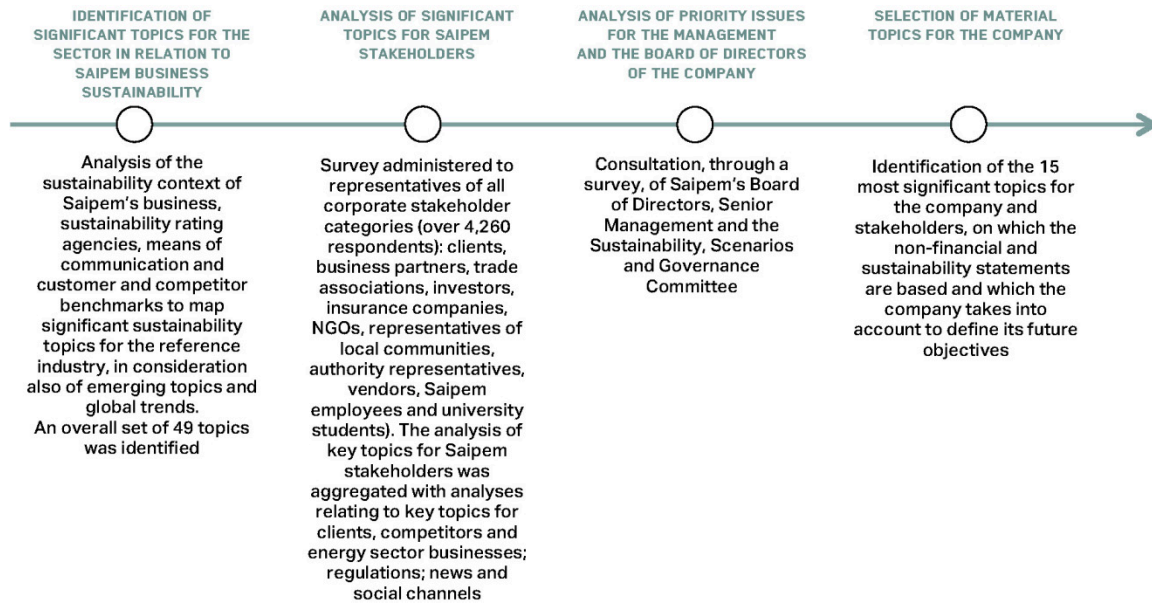 IDENTIFICATION OF
SIGNIFICANT TOPICS FOR THE
SECTOR IN RELATION TO
SAIPEM BUSINESS
SUSTAINABILITY
Analysis of the
sustainability context of
Saipem's business,
sustainability rating
agencies, means of
communication and
customer and competitor
benchmarks to map
significant sustainability
topics for the reference
industry, in consideration
also of emerging topics and
global trends.
An overall set of 49 topics
was identified
ANALYSIS OF SIGNIFICANT
TOPICS FOR SAIPEM
STAKEHOLDERS
Survey administered to
representatives of all
corporate stakeholder
categories (over 4,260
respondents): clients,
business partners, trade
associations, investors,
insurance companies,
NGOs, representatives of
local communities,
authority representatives,
vendors, Saipem
employees and university
students). The analysis of
key topics for Saipem
stakeholders was
aggregated with analyses
relating to key topics for
clients, competitors and
energy sector businesses;
regulations; news and
social channels
ANALYSIS OF PRIORITY ISSUES
FOR THE MANAGEMENT
AND THE BOARD OF DIRECTORS
OF THE COMPANY
Consultation, through a
survey, of Saipem's Board
of Directors, Senior
Management and the
Sustainability, Scenarios
and Governance
Committee
SELECTION OF MATERIAL
TOPICS FOR THE COMPANY
Identification of the 15
most significant topics for
the company and
stakeholders, on which the
non-financial and
sustainability statements
are based and which the
company takes into
account to define its future
objectives